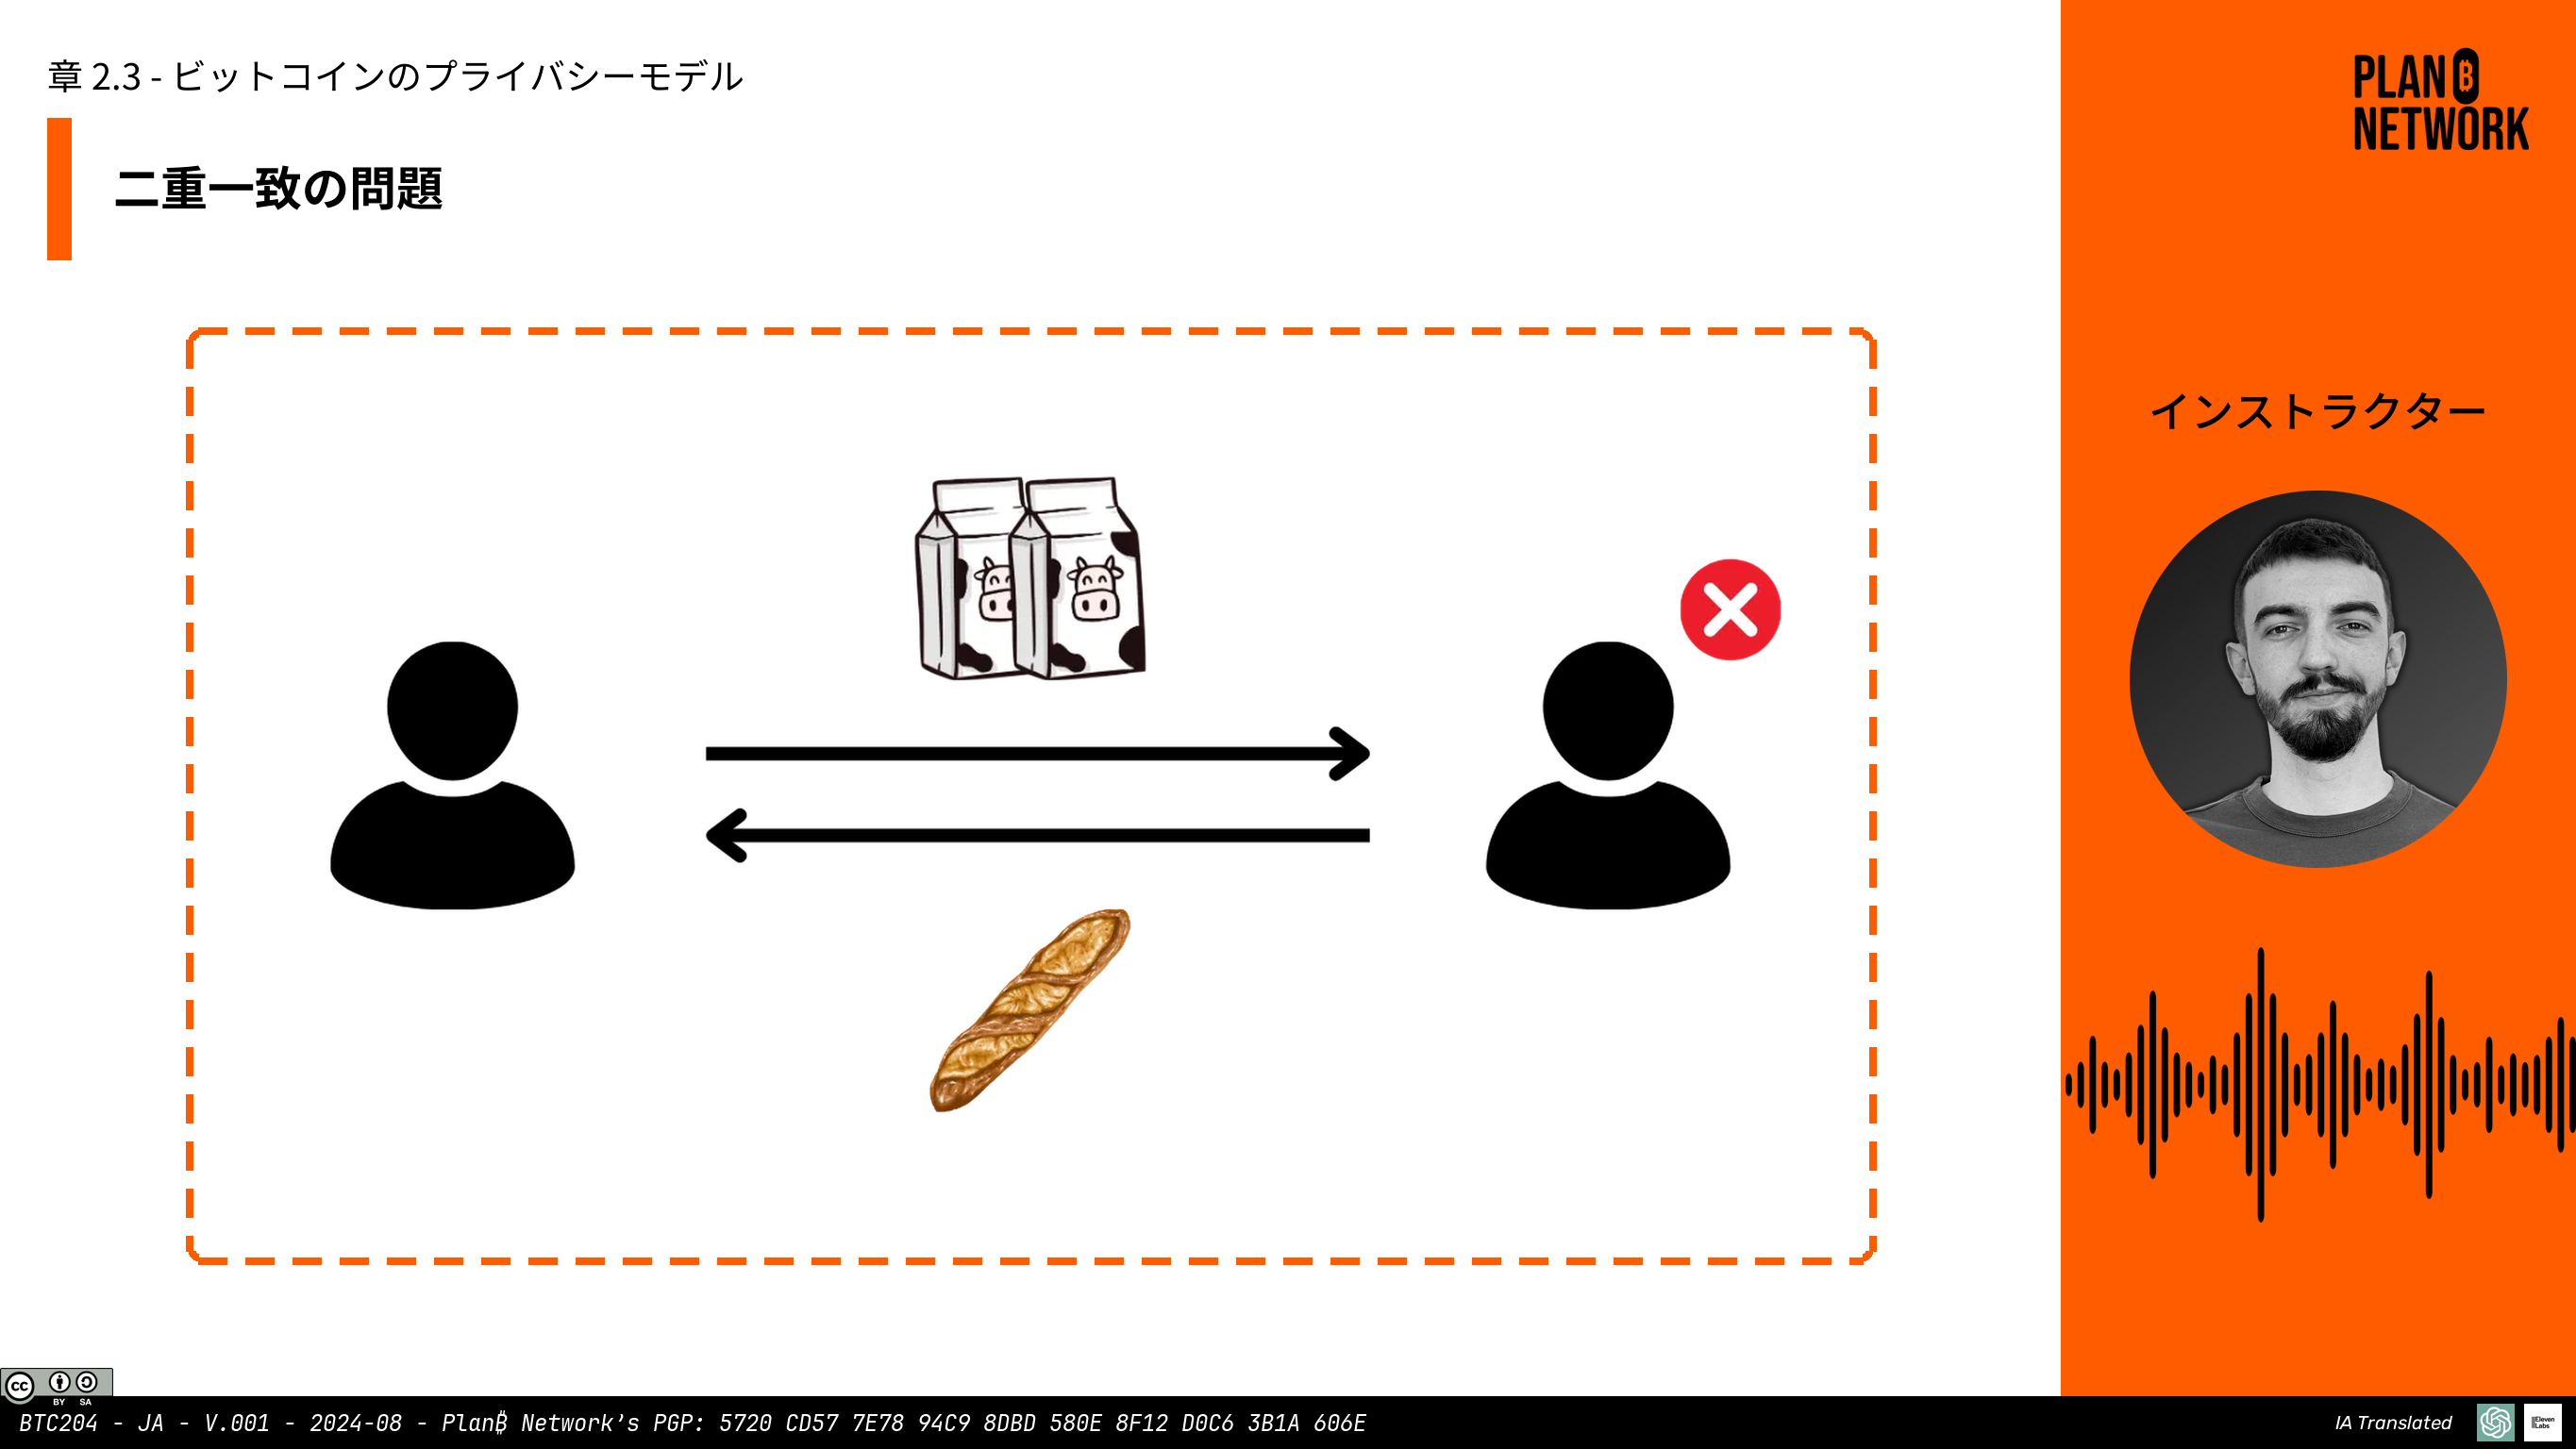 章 2.3 - ビットコインのプライバシーモデル
二重一致の問題
PLAN ₿
NETWORK
インストラクター
cc
BY SA
BTC204 - JA - V.001 - 2024-08 - Plan₿ Network's PGP: 5720 CD57 7E78 94C9 8DBD 580E 8F12 D0C6 3B1A 606E
IA Translated
ElevenLabs